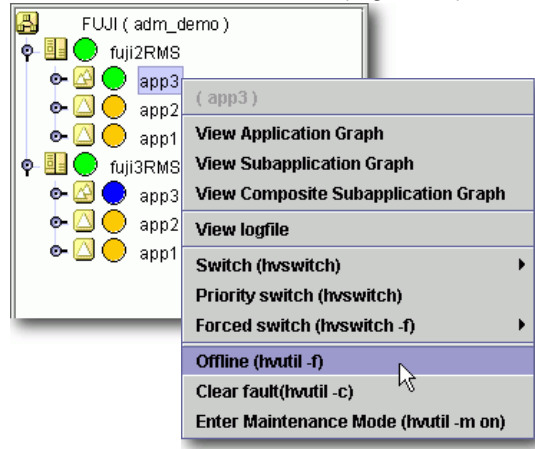 FUJI ( adm_demo )
fuji2RMS
app3
app2
app1
fuji3RMS
app3
app2
app1
( app3 )
View Application Graph
View Subapplication Graph
View Composite Subapplication Graph
View logfile
Switch (hvswitch)
Priority switch (hvswitch)
Forced switch (hvswitch -f)
Offline (hvutil -f)
Clear fault(hvutil -c)
Enter Maintenance Mode (hvutil -m on)